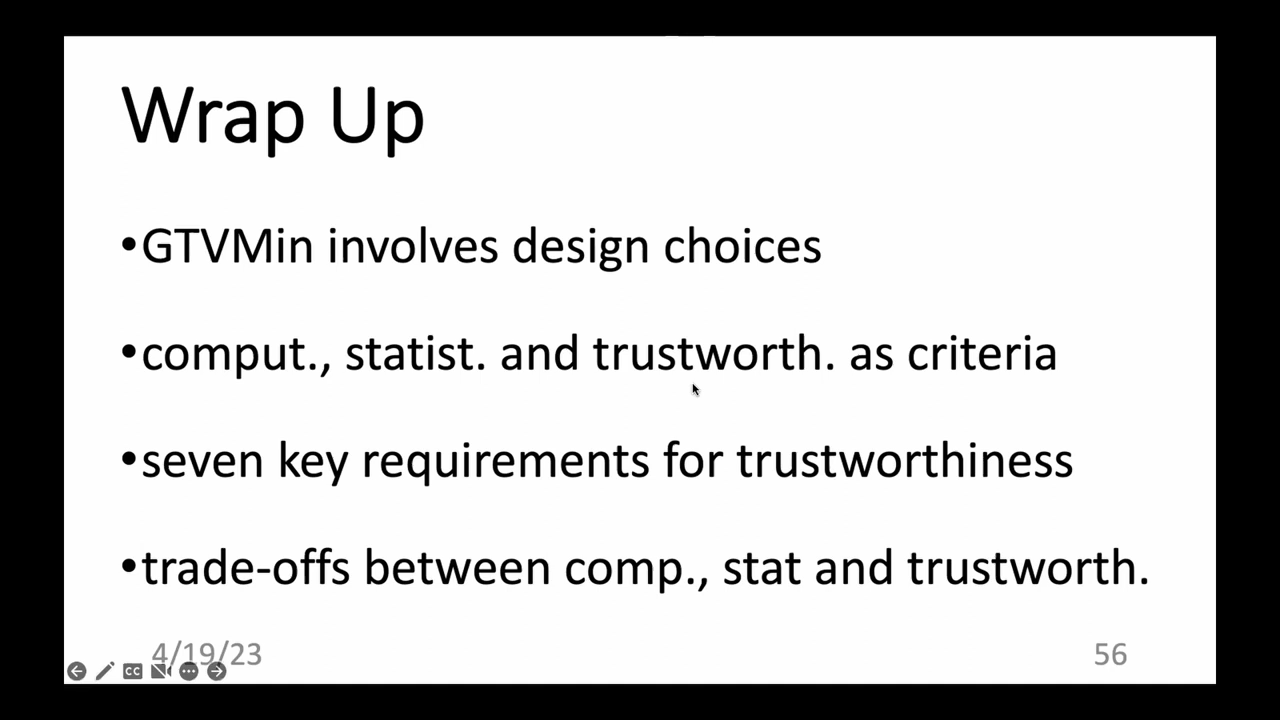 Wrap Up
•GTVMin involves design choices
•comput., statist. and trustworth. as criteria
•seven key requirements for trustworthiness
•trade-offs between comp., stat and trustworth.
4/19/23
56
CC